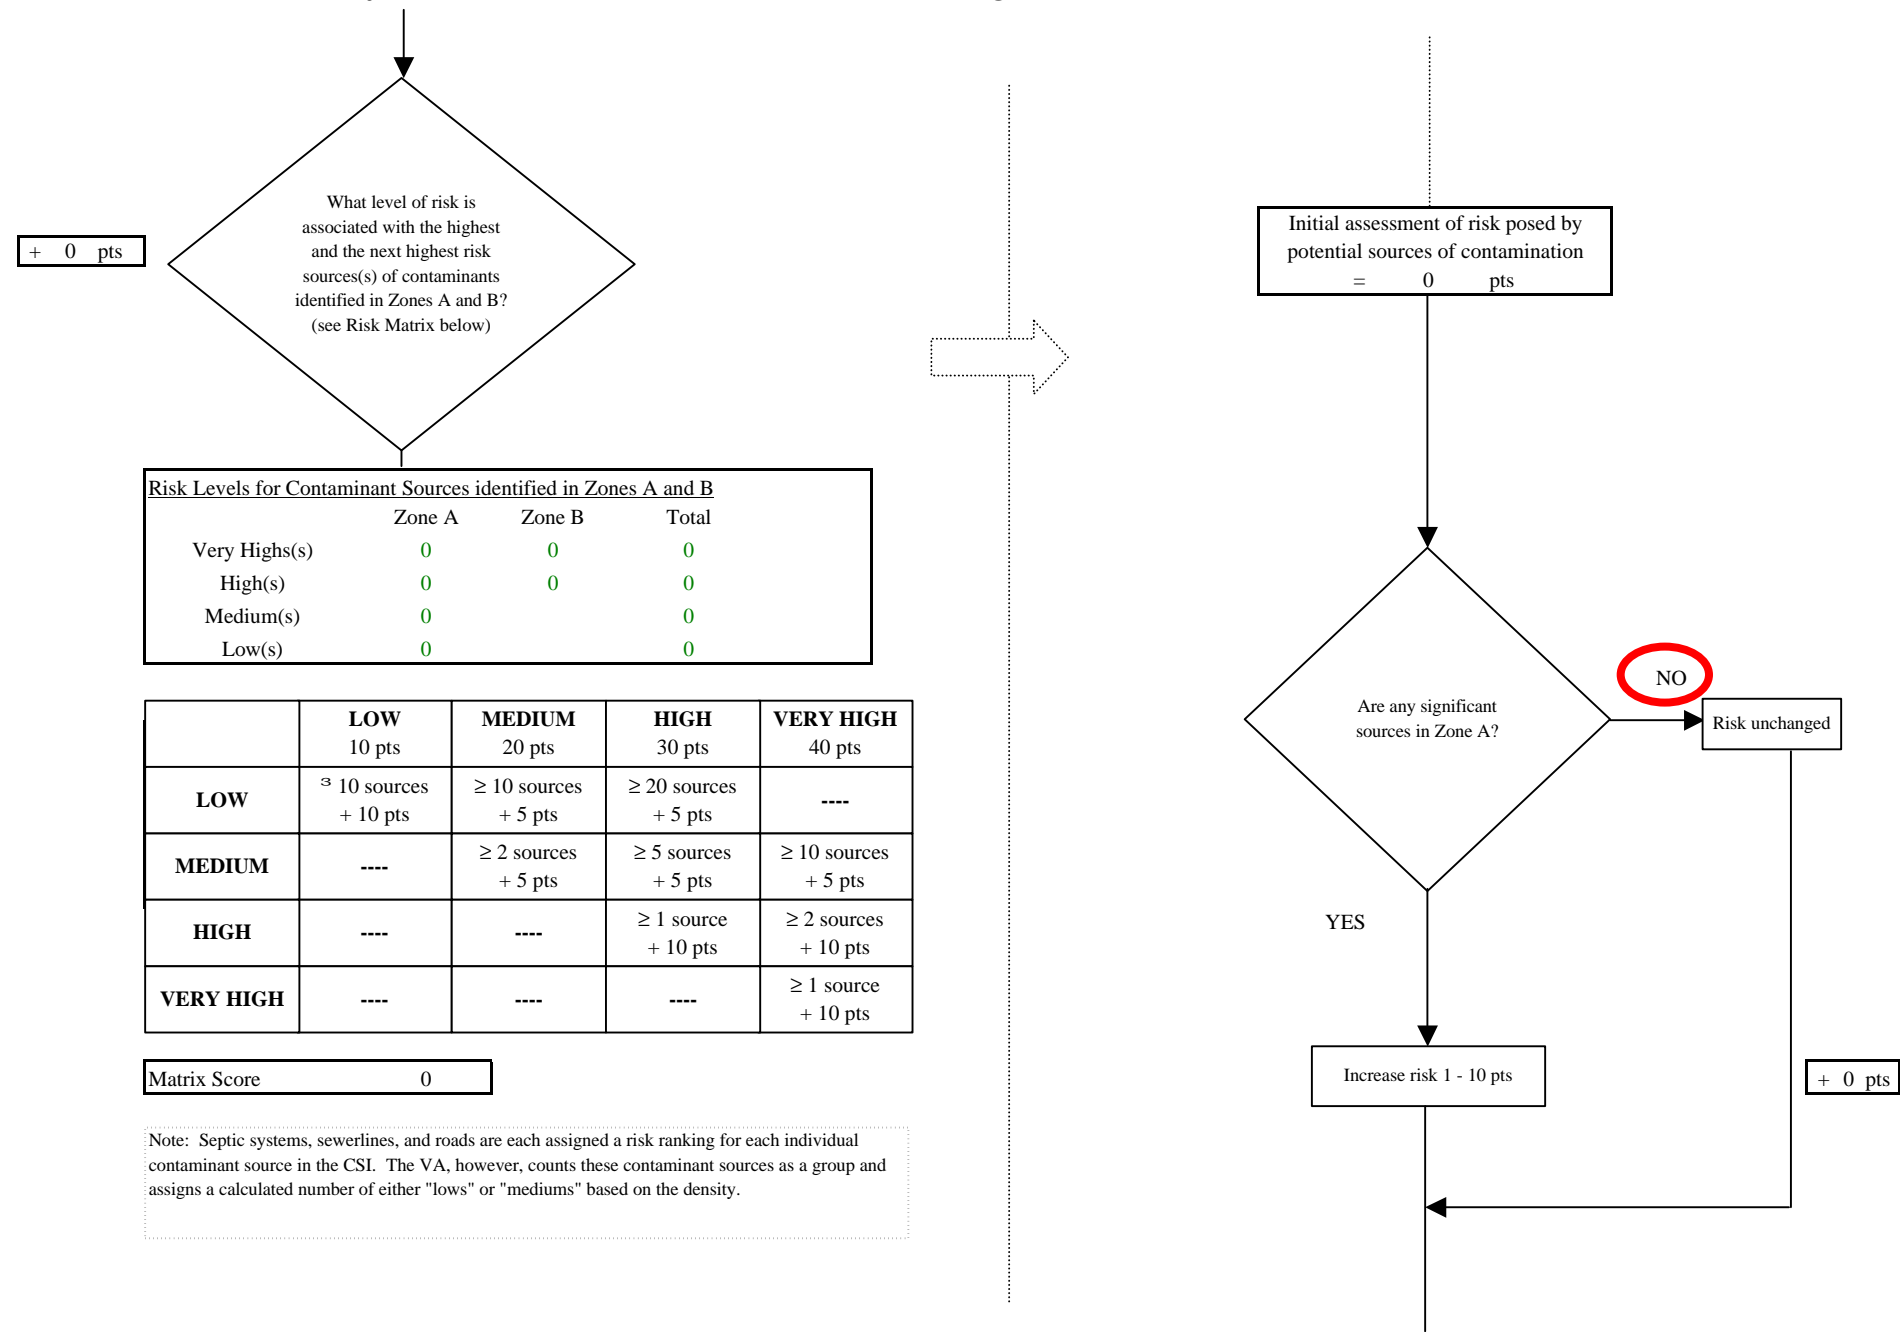 + 0 pts
What level of risk is
associated with the highest
and the next highest risk
sources(s) of contaminants
identified in Zones A and B?
(see Risk Matrix below)
Risk Levels for Contaminant Sources identified in Zones A and B
Zone A Zone B Total
Very Highs(s) 0 0 0
High(s) 0 0 0
Medium(s) 0 0
Low(s) 0 0
LOW MEDIUM HIGH VERY HIGH
10 pts 20 pts 30 pts 40 pts
LOW ³ 10 sources ≥ 10 sources ≥ 20 sources ----
+ 10 pts + 5 pts + 5 pts
MEDIUM ---- ≥ 2 sources ≥ 5 sources ≥ 10 sources
+ 5 pts + 5 pts + 5 pts
HIGH ---- ---- ≥ 1 source ≥ 2 sources
+ 10 pts + 10 pts
VERY HIGH ---- ---- ---- ≥ 1 source
+ 10 pts
Matrix Score 0
Note: Septic systems, sewerlines, and roads are each assigned a risk ranking for each individual
contaminant source in the CSI. The VA, however, counts these contaminant sources as a group and
assigns a calculated number of either "lows" or "mediums" based on the density.
Initial assessment of risk posed by
potential sources of contamination
= 0 pts
Are any significant
sources in Zone A?
NO
Risk unchanged
YES
Increase risk 1 - 10 pts
+ 0 pts